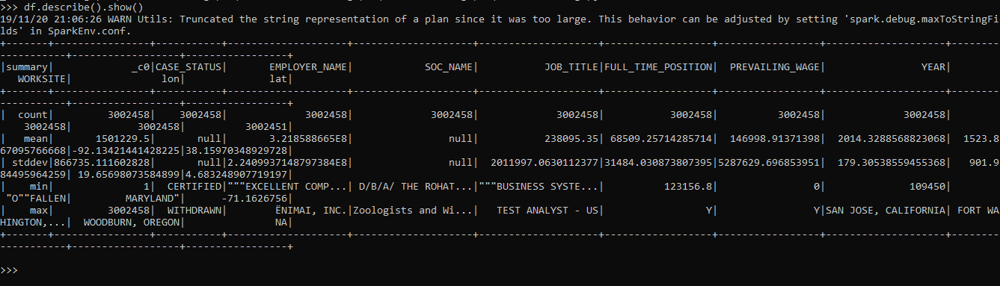 >>> df.describe().show()
19/11/20 21:06:26 WARN Utils: Truncated the string representation of a plan since it was too large. This behavior can be adjusted by setting 'spark.debug.maxToStringFi
lds' in SparkEnv.conf.
+-------+-----------------+-----------+--------------------+--------------------+--------------------+------------------+------------------+--------------------+-------
-----------+------------------+-----------------+
|summary|              _c0|CASE_STATUS|       EMPLOYER_NAME|            SOC_NAME|           JOB_TITLE|FULL_TIME_POSITION|   PREVAILING_WAGE|                YEAR|
   WORKSITE|               lon|              lat|
+-------+-----------------+-----------+--------------------+--------------------+--------------------+------------------+------------------+--------------------+-------
-----------+------------------+-----------------+
|  count|          3002458|    3002458|             3002458|             3002458|             3002458|           3002458|           3002458|             3002458|
    3002458|           3002458|          3002451|
|   mean|        1501229.5|       null|       3.218588665E8|                null|           238095.35| 68509.25714285714|   146998.91371398|   2014.3288568823068| 1523.8
67095766668|-92.13421441428225|38.15970348929728|
| stddev|866735.111602828|       null|2.2409937148797384E8|                null|  2011997.0630112377|31484.030873807395|5287629.696853951|  179.30538559455368|  901.9
84495964259| 19.65698073584899|4.683248907719197|
|    min|                1|  CERTIFIED|"""EXCELLENT COMP...| D/B/A/ THE ROHAT...|"""BUSINESS SYSTE...|          123156.8|                 0|              109450|
 "O""FALLEN|         MARYLAND"|      -71.1626756|
|    max|          3002458|  WITHDRAWN|        ËNIMAI, INC.|Zoologists and Wi...|   TEST ANALYST - US|                 Y|                 Y|SAN JOSE, CALIFORNIA| FORT WA
HINGTON,...|  WOODBURN, OREGON|               NA|
+-------+-----------------+-----------+--------------------+--------------------+--------------------+------------------+------------------+--------------------+-------
-----------+------------------+-----------------+
>>>